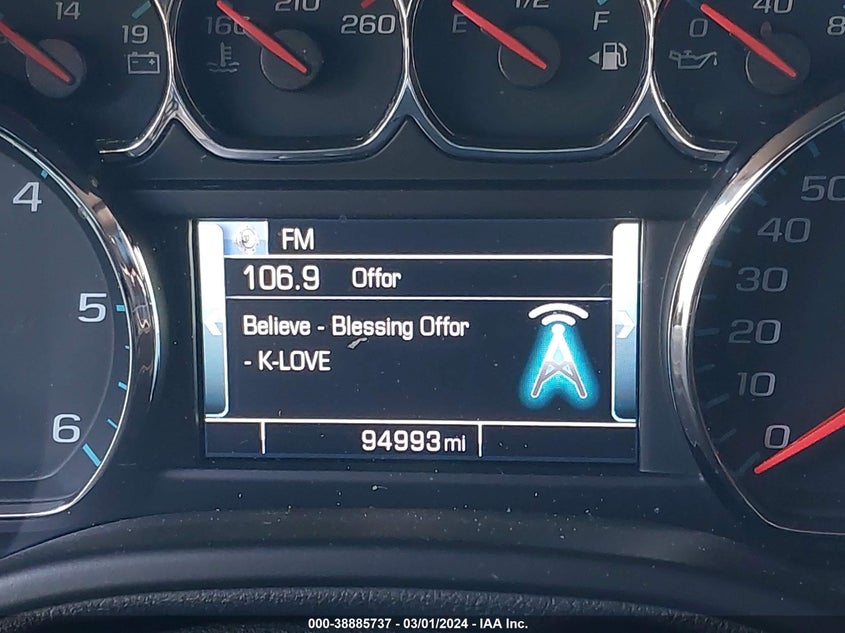 14 19
160 210 260
E 1/2 F
0 40
4
5
6
50
40
30
20
10
0
FM
106.9 Offor
Believe - Blessing Offor
- K-LOVE
94993 mi
000-38885737 - 03/01/2024 - IAA Inc.